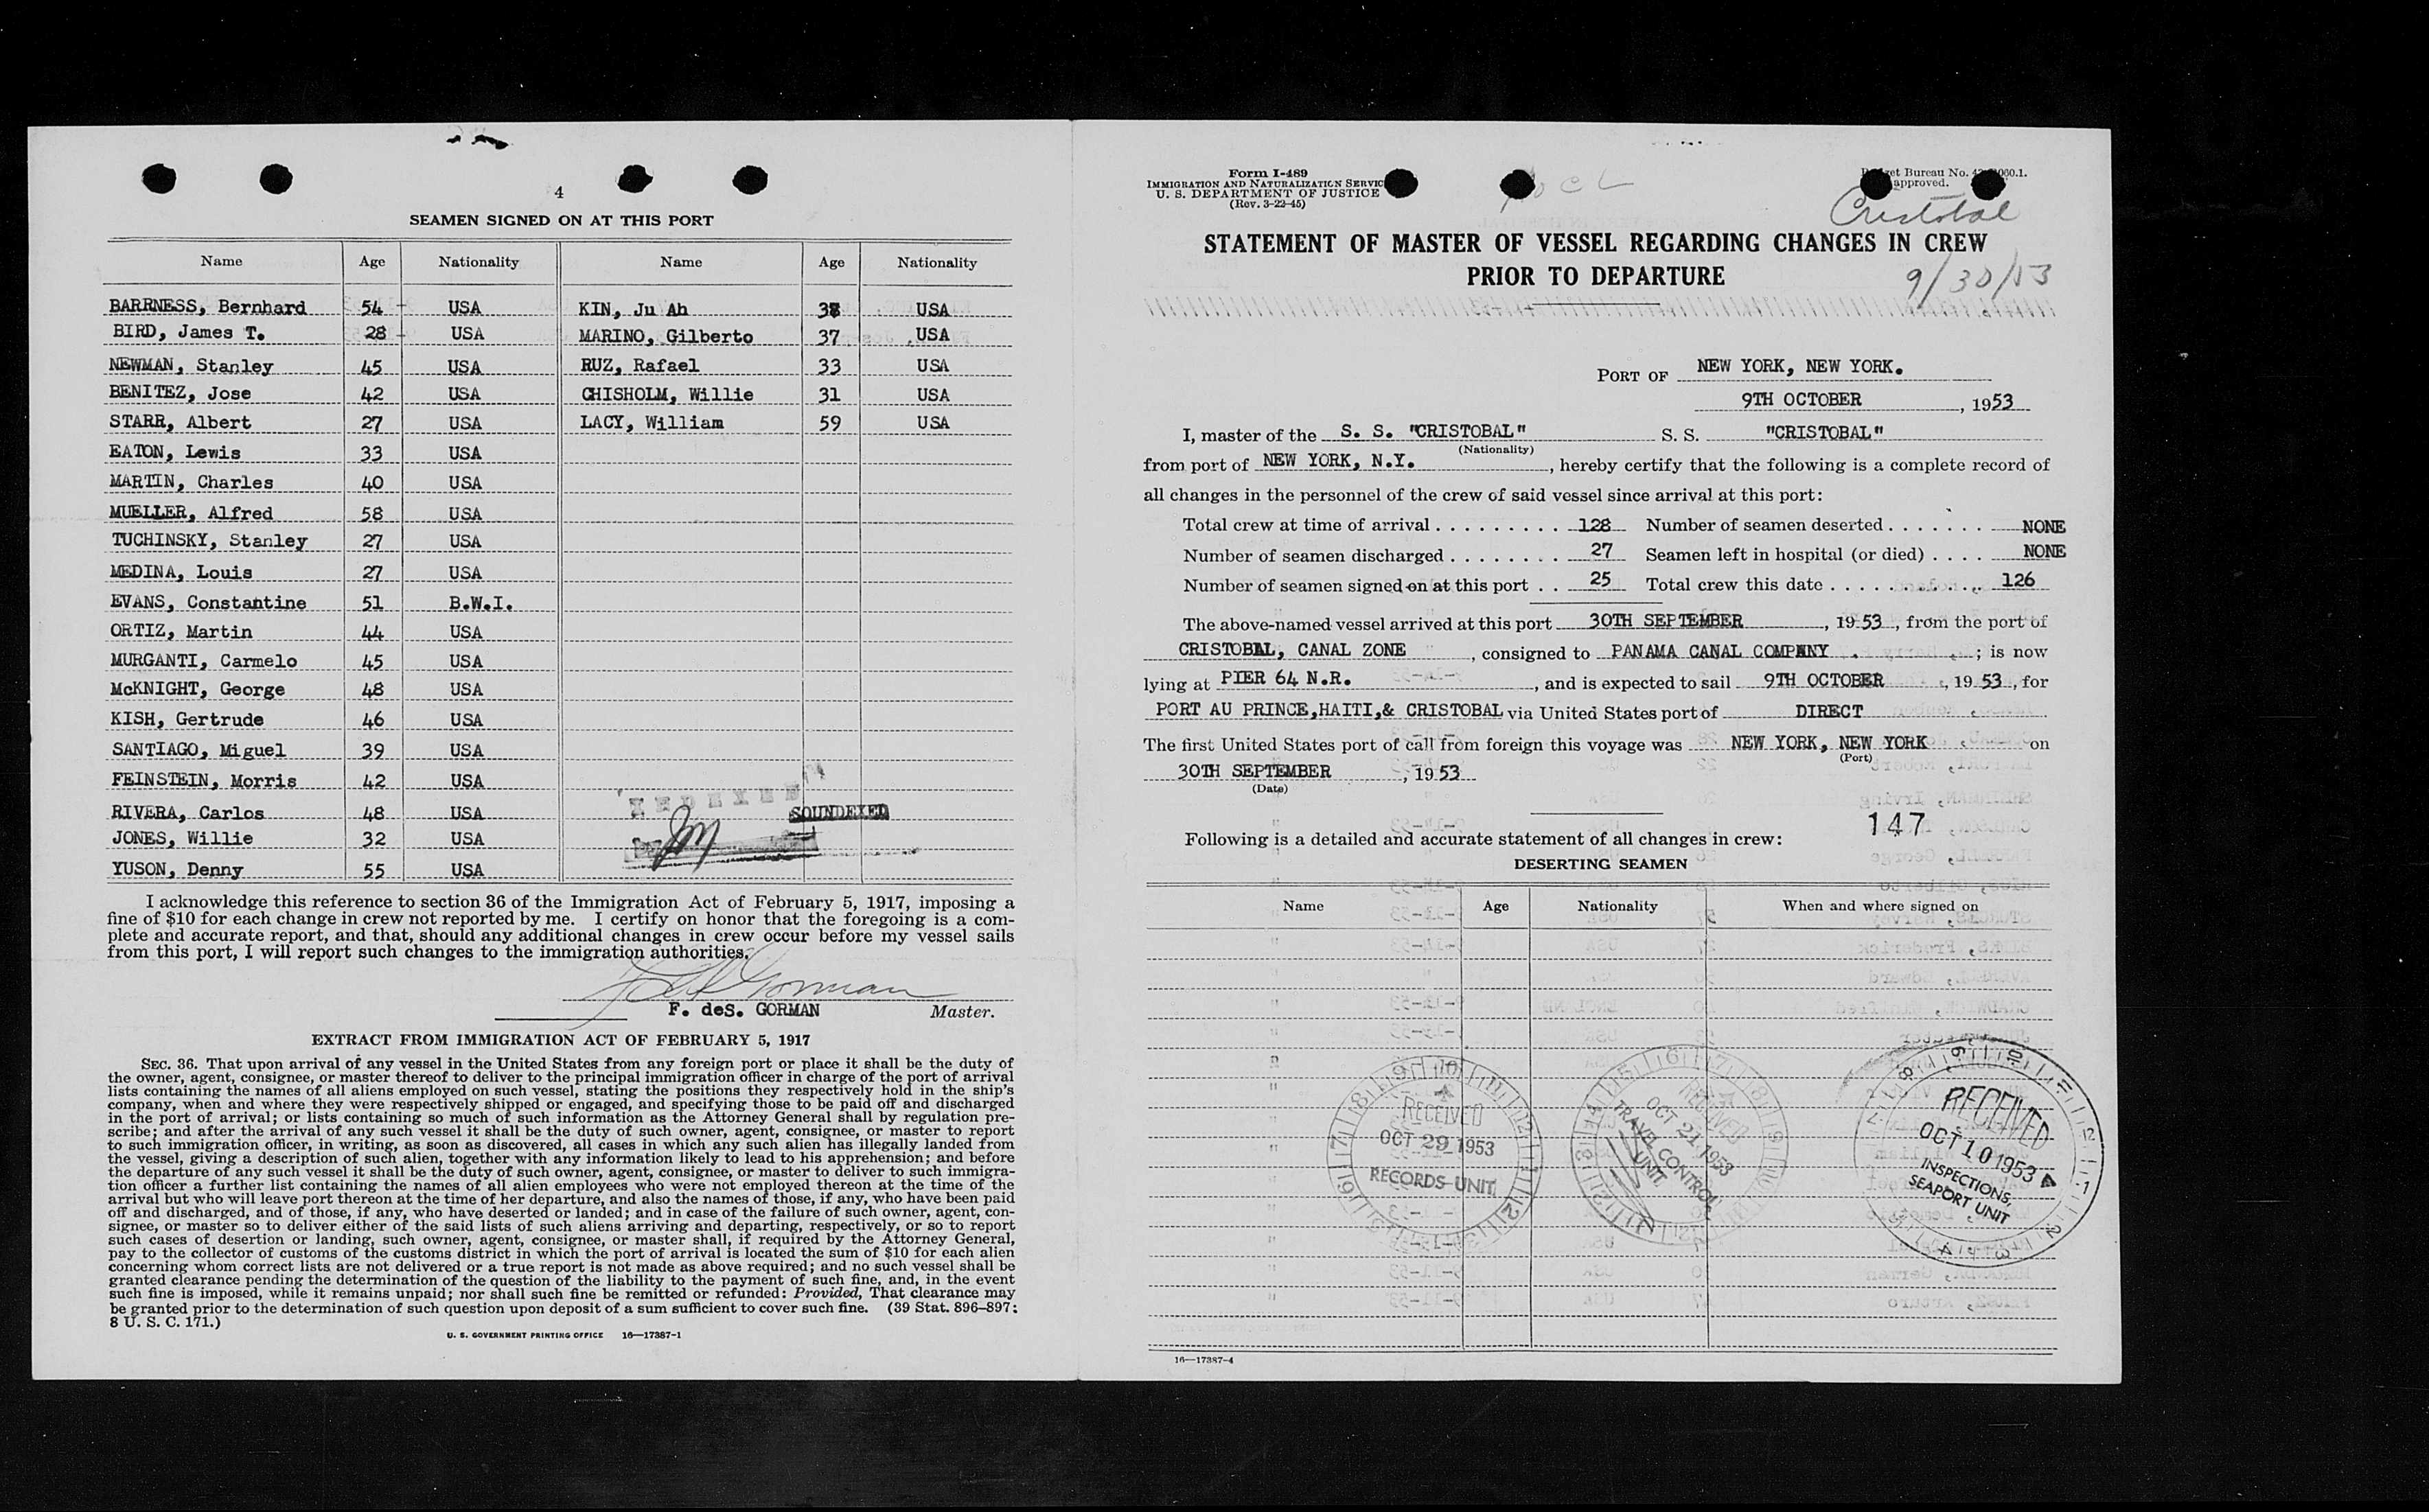 4
SEAMEN SIGNED ON AT THIS PORT
Name Age Nationality Name Age Nationality
BARRNESS, Bernhard 54 USA KIN, Ju Ah USA
BIRD, James T. 28 USA MARINO, Gilberto 37 USA
NEWMAN, Stanley 45 USA RUZ, Rafael 33 USA
BENITEZ, Jose 42 USA CHISHOLM, Willie 31 USA
STARR, Albert 27 USA LACY, William 59 USA
EATON, Lewis 33 USA
MARTIN, Charles 40 USA
MUELLER, Alfred 58 USA
TUCHINSKY, Stanley 27 USA
MEDINA, Louis 27 USA
EVANS, Constantine 51 B.W.I.
ORTIZ, Martin 44 USA
MURGANTI, Carmelo 45 USA
McKNIGHT, George 48 USA
KISH, Gertrude 46 USA
SANTIAGO, Miguel 39 USA
FEINSTEIN, Morris 42 USA
RIVERA, Carlos 48 USA SOUNDEXED
JONES, Willie 32 USA
YUSON, Denny 55 USA
I acknowledge this reference to section 36 of the Immigration Act of February 5, 1917, imposing a
fine of $10 for each change in crew not reported by me. I certify on honor that the foregoing is a com-
plete and accurate report, and that, should any additional changes in crew occur before my vessel sails
from this port, I will report such changes to the immigration authorities.
F. deS. GORMAN Master.
EXTRACT FROM IMMIGRATION ACT OF FEBRUARY 5, 1917
SEC. 36. That upon arrival of any vessel in the United States from any foreign port or place it shall be the duty of
the owner, agent, consignee, or master thereof to deliver to the principal immigration officer in charge of the port of arrival
lists containing the names of all aliens employed on such vessel, stating the positions they respectively hold in the ship's
company, when and where they were respectively shipped or engaged, and specifying those to be paid off and discharged
in the port of arrival; or lists containing so much of such information as the Attorney General shall by regulation pre-
scribe; and after the arrival of any such vessel it shall be the duty of such owner, agent, consignee, or master to report
to such immigration officer, in writing, as soon as discovered, all cases in which any such alien has illegally landed from
the vessel, giving a description of such alien, together with any information likely to lead to his apprehension; and before
the departure of any such vessel it shall be the duty of such owner, agent, consignee, or master to deliver to such immigra-
tion officer a further list containing the names of all alien employees who were not employed thereon at the time of the
arrival but who will leave port thereon at the time of her departure, and also the names of those, if any, who have been paid
off and discharged, and of those, if any, who have deserted or landed; and in case of the failure of such owner, agent, con-
signee, or master so to deliver either of the said lists of such aliens arriving and departing, respectively, or so to report
such cases of desertion or landing, such owner, agent, consignee, or master shall, if required by the Attorney General,
pay to the collector of customs of the customs district in which the port of arrival is located the sum of $10 for each alien
concerning whom correct lists are not delivered or a true report is not made as above required; and no such vessel shall be
granted clearance pending the determination of the question of the liability to the payment of such fine, and, in the event
such fine is imposed, while it remains unpaid; nor shall such fine be remitted or refunded: Provided, That clearance may
be granted prior to the determination of such question upon deposit of a sum sufficient to cover such fine. (39 Stat. 896–897;
8 U. S. C. 171.)
U. S. GOVERNMENT PRINTING OFFICE 16—17387-1
Form I-489
IMMIGRATION AND NATURALIZATION
U. S. DEPARTMENT OF JUSTICE
(Rev. 3-22-45)
Bureau No.
approved.
Cristobal
STATEMENT OF MASTER OF VESSEL REGARDING CHANGES IN CREW
PRIOR TO DEPARTURE
9/30/53
PORT OF NEW YORK, NEW YORK.
9TH OCTOBER, 1953
I, master of the S. S. "CRISTOBAL" S. S. "CRISTOBAL"
(Nationality)
from port of NEW YORK, N.Y., hereby certify that the following is a complete record of
all changes in the personnel of the crew of said vessel since arrival at this port:
Total crew at time of arrival . . . . . . . . . . 128 Number of seamen deserted . . . . . . . NONE
Number of seamen discharged . . . . . . . . 27 Seamen left in hospital (or died) . . . . NONE
Number of seamen signed on at this port . . 25 Total crew this date . . . . . . . . . . . 126
The above-named vessel arrived at this port 30TH SEPTEMBER, 1953, from the port of
CRISTOBAL, CANAL ZONE, consigned to PANAMA CANAL COMPANY; is now
lying at PIER 64 N.R., and is expected to sail 9TH OCTOBER, 1953, for
PORT AU PRINCE,HAITI,& CRISTOBAL via United States port of DIRECT
The first United States port of call from foreign this voyage was NEW YORK, NEW YORK on
(Port)
30TH SEPTEMBER, 1953
(Date)
147
Following is a detailed and accurate statement of all changes in crew:
DESERTING SEAMEN
Name Age Nationality When and where signed on
RECEIVED
OCT 29 1953
RECORDS UNIT
RECEIVED
OCT 21 1953
TRAVEL CONTROL
UNIT
RECEIVED
OCT 10 1953
INSPECTIONS,
SEAPORT UNIT
16—17387-4